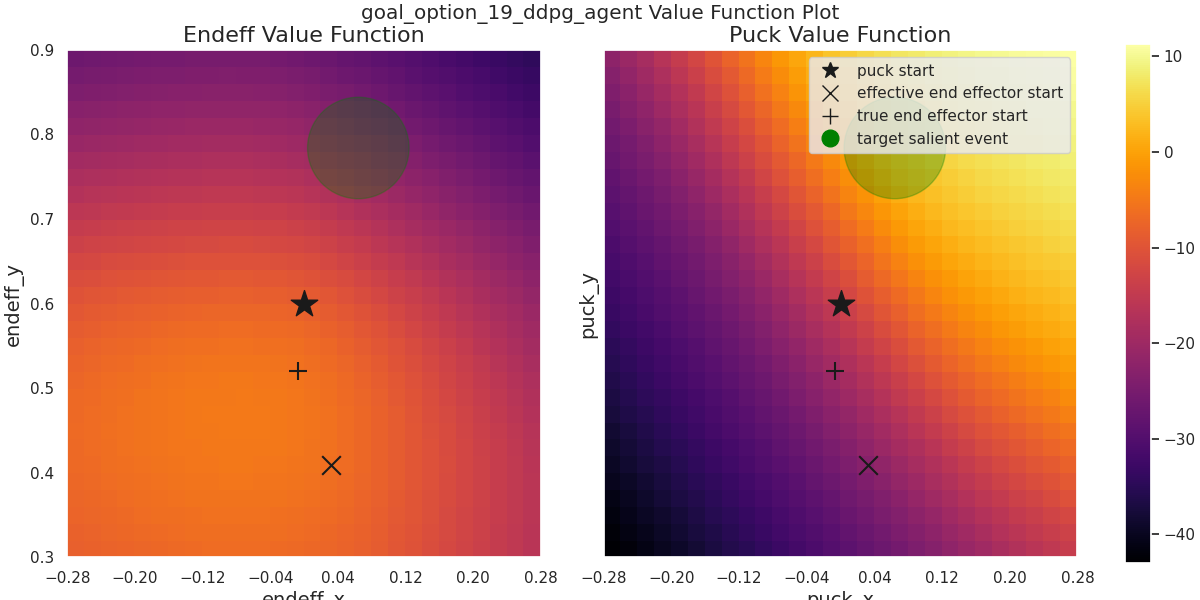 goal_option_19_ddpg_agent Value Function Plot
Endeff Value Function
Puck Value Function
puck start
effective end effector start
true end effector start
target salient event
0.9
0.8
0.7
0.6
0.5
0.4
0.3
endeff_y
−0.28 −0.20 −0.12 −0.04 0.04 0.12 0.20 0.28
endeff_x
puck_y
−0.28 −0.20 −0.12 −0.04 0.04 0.12 0.20 0.28
puck_x
10
0
−10
−20
−30
−40